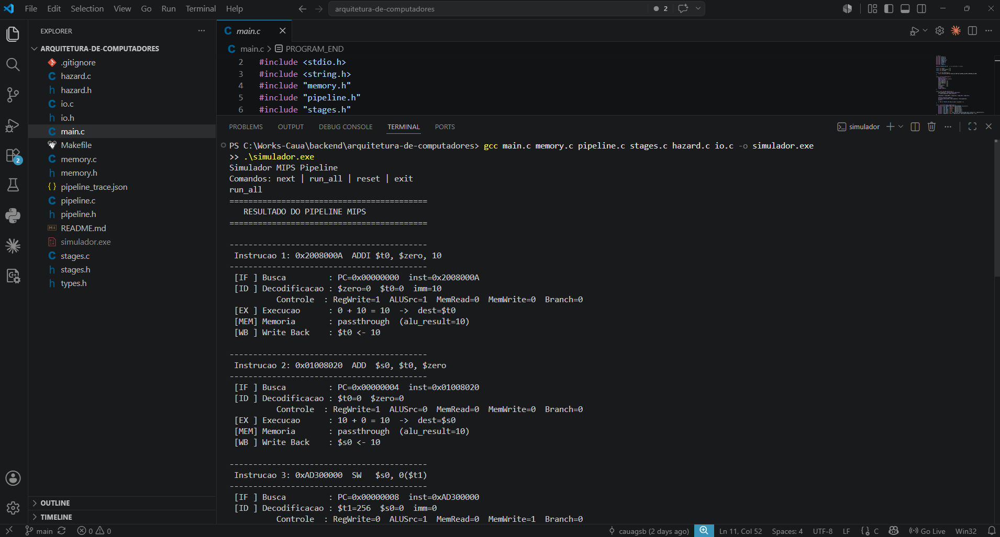 File Edit Selection View Go Run Terminal Help
arquitetura-de-computadores
2
EXPLORER
ARQUITETURA-DE-COMPUTADORES
.gitignore
hazard.c
hazard.h
io.c
io.h
main.c
Makefile
memory.c
memory.h
pipeline_trace.json
pipeline.c
pipeline.h
README.md
simulador.exe
stages.c
stages.h
types.h
OUTLINE
TIMELINE
2
main.c
main.c > PROGRAM_END
2 #include <stdio.h>
3 #include <string.h>
4 #include "memory.h"
5 #include "pipeline.h"
6 #include "stages.h"
PROBLEMS OUTPUT DEBUG CONSOLE TERMINAL PORTS
simulador
PS C:\Works-Caua\backend\arquitetura-de-computadores> gcc main.c memory.c pipeline.c stages.c hazard.c io.c -o simulador.exe
>> .\simulador.exe
Simulador MIPS Pipeline
Comandos: next | run_all | reset | exit
run_all
==========================================
RESULTADO DO PIPELINE MIPS
==========================================
------------------------------------------
Instrucao 1: 0x2008000A ADDI $t0, $zero, 10
------------------------------------------
[IF ] Busca : PC=0x00000000 inst=0x2008000A
[ID ] Decodificacao : $zero=0 $t0=0 imm=10
Controle : RegWrite=1 ALUSrc=1 MemRead=0 MemWrite=0 Branch=0
[EX ] Execucao : 0 + 10 = 10 -> dest=$t0
[MEM] Memoria : passthrough (alu_result=10)
[WB ] Write Back : $t0 <- 10
------------------------------------------
Instrucao 2: 0x01008020 ADD $s0, $t0, $zero
------------------------------------------
[IF ] Busca : PC=0x00000004 inst=0x01008020
[ID ] Decodificacao : $t0=0 $zero=0
Controle : RegWrite=1 ALUSrc=0 MemRead=0 MemWrite=0 Branch=0
[EX ] Execucao : 10 + 0 = 10 -> dest=$s0
[MEM] Memoria : passthrough (alu_result=10)
[WB ] Write Back : $s0 <- 10
------------------------------------------
Instrucao 3: 0xAD300000 SW $s0, 0($t1)
------------------------------------------
[IF ] Busca : PC=0x00000008 inst=0xAD300000
[ID ] Decodificacao : $t1=256 $s0=0 imm=0
Controle : RegWrite=0 ALUSrc=1 MemRead=0 MemWrite=1 Branch=0
main 0 0 cauagsb (2 days ago) Ln 11, Col 52 Spaces: 4 UTF-8 LF C Go Live Win32